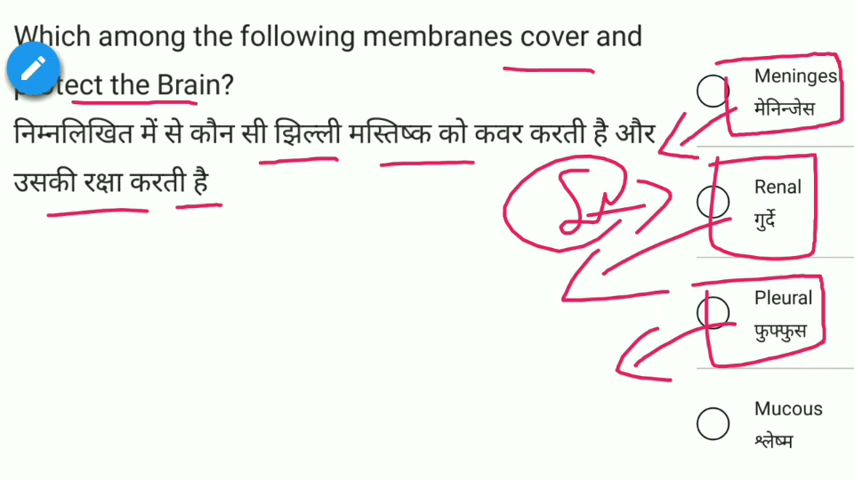 Which among the following membranes cover and
protect the Brain?
निम्नलिखित में से कौन सी झिल्ली मस्तिष्क को कवर करती है और
उसकी रक्षा करती है
Meninges
मेनिन्जेस
Renal
गुर्दे
Pleural
फुफ्फुस
Mucous
श्लेष्म